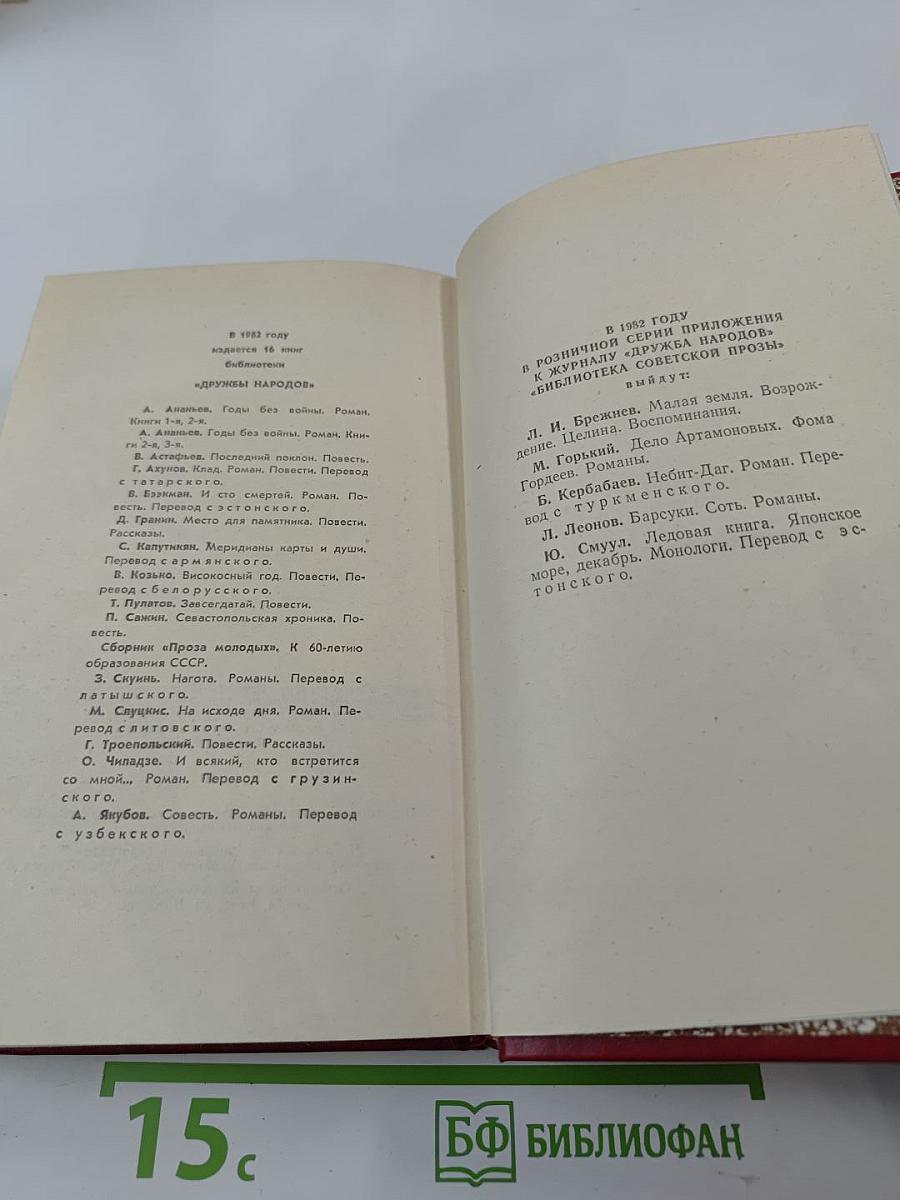 В 1982 году
издается 16 книг
библиотеки
«ДРУЖБЫ НАРОДОВ»
А. Ананьев. Годы без войны. Роман.
Книги 1-я, 2-я.
А. Ананьев. Годы без войны. Роман. Кни-
ги 2-я, 3-я.
В. Астафьев. Последний поклон. Повесть.
Г. Ахунов. Клад. Роман. Повести. Перевод
с татарского.
В. Бээкман. И сто смертей. Роман. По-
весть. Перевод с эстонского.
Д. Гранин. Место для памятника. Повести.
Рассказы.
С. Капутикян. Меридианы карты и души.
Перевод с армянского.
В. Козько. Високосный год. Повести. Пе-
ревод с белорусского.
Т. Пулатов. Завсегдатай. Повести.
П. Сажин. Севастопольская хроника. По-
весть.
Сборник «Проза молодых». К 60-летию
образования СССР.
З. Скуинь. Нагота. Романы. Перевод с
латышского.
М. Слуцкис. На исходе дня. Роман. Пе-
ревод с литовского.
Г. Троепольский. Повести. Рассказы.
О. Чиладзе. И всякий, кто встретится
со мной... Роман. Перевод с грузин-
ского.
А. Якубов. Совесть. Романы. Перевод
с узбекского.
В 1982 ГОДУ
В РОЗНИЧНОЙ СЕРИИ ПРИЛОЖЕНИЯ
К ЖУРНАЛУ «ДРУЖБА НАРОДОВ»
«БИБЛИОТЕКА СОВЕТСКОЙ ПРОЗЫ»
выйдут:
Л. И. Брежнев. Малая земля. Возрож-
дение. Целина. Воспоминания.
М. Горький. Дело Артамоновых. Фома
Гордеев. Романы.
Б. Кербабаев. Небит-Даг. Роман. Пере-
вод с туркменского.
Л. Леонов. Барсуки. Соть. Романы.
Ю. Смуул. Ледовая книга. Японское
море, декабрь. Монологи. Перевод с эс-
тонского.
15с
БФ БИБЛИОФАН